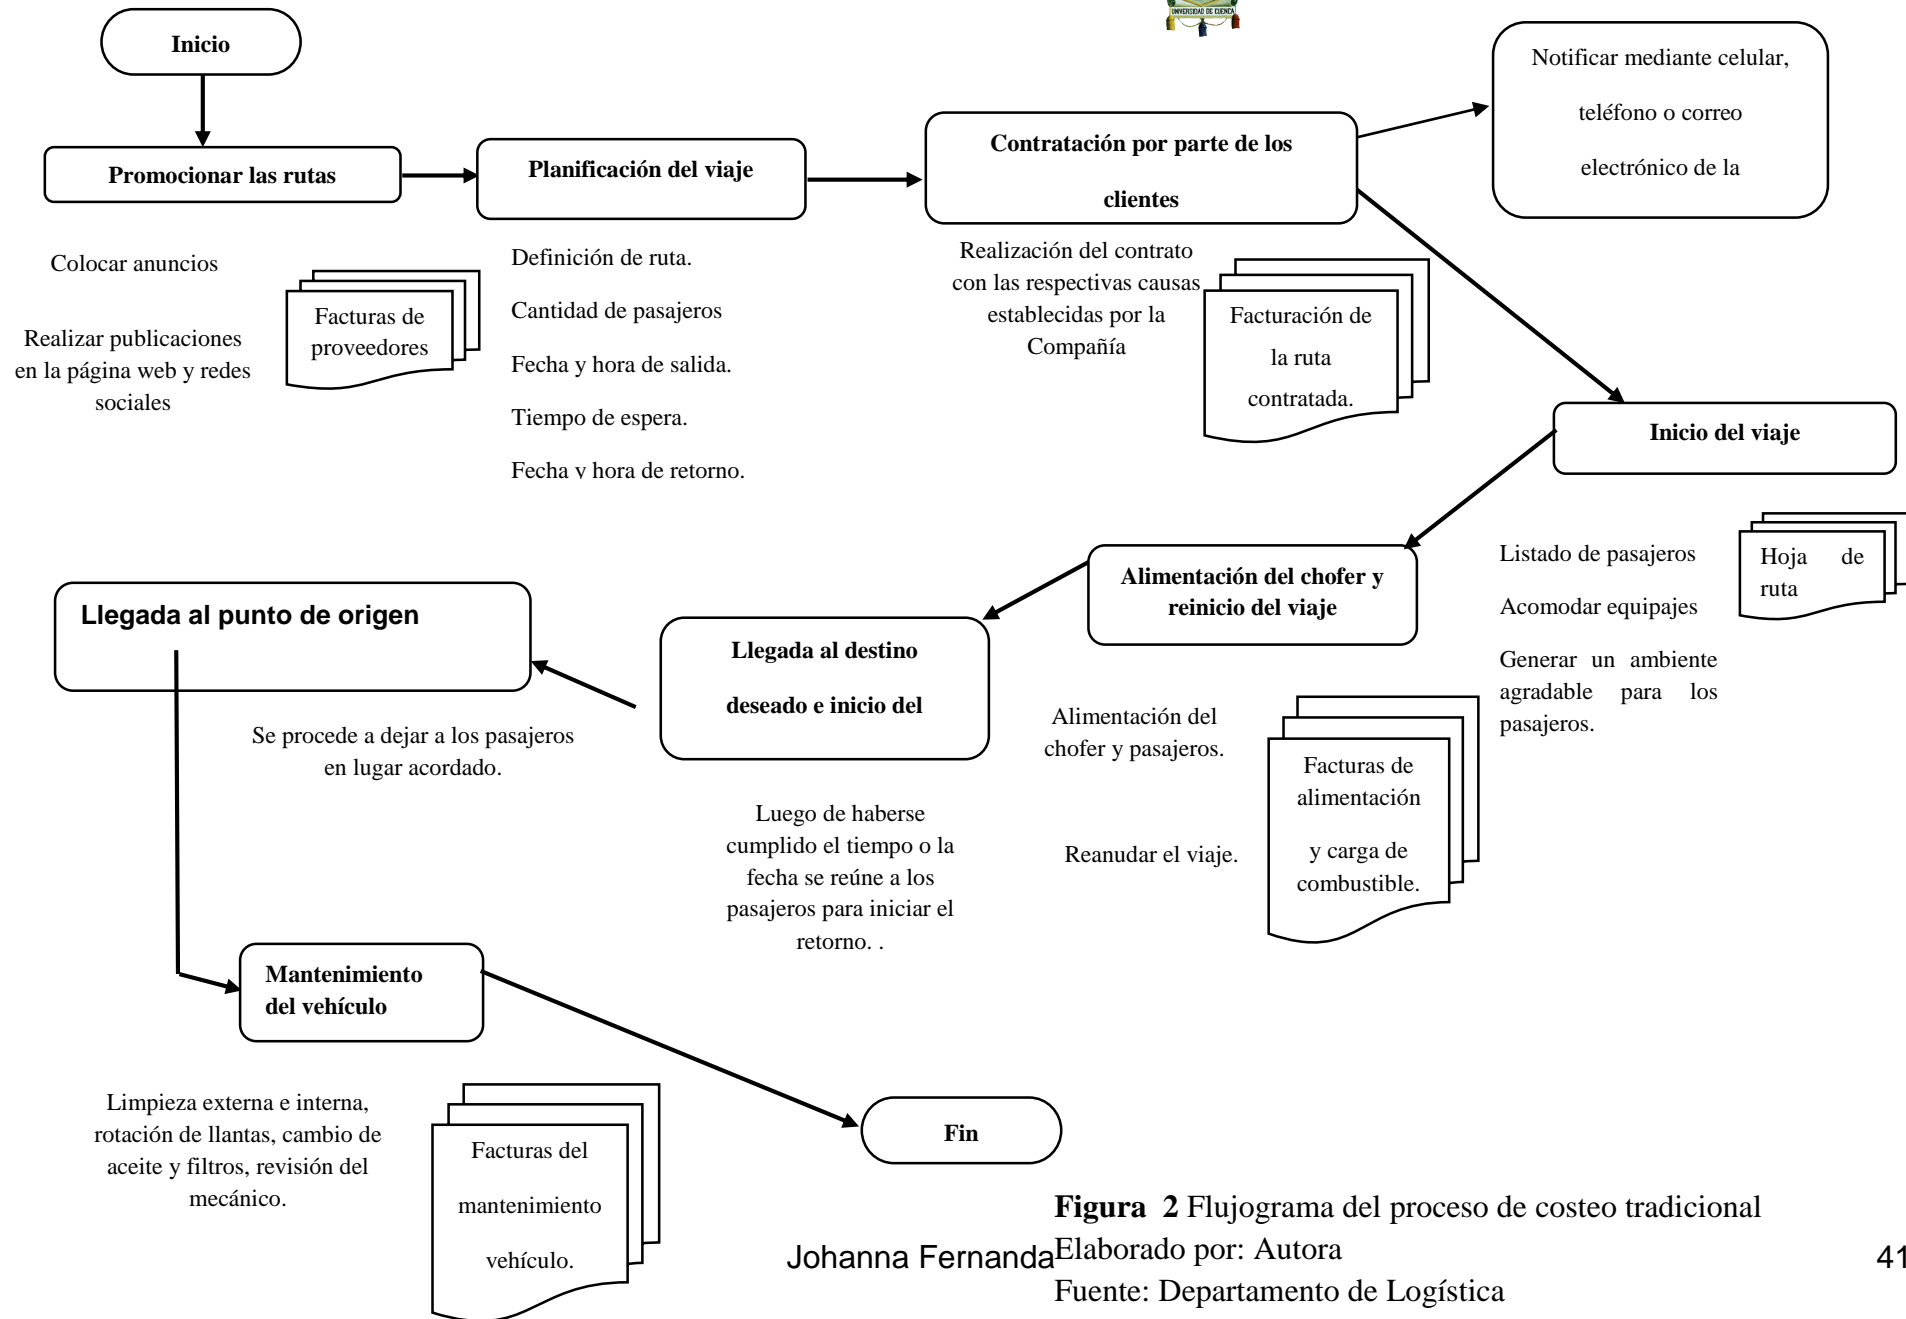 UNIVERSIDAD DE CUENCA
Inicio
Promocionar las rutas
Colocar anuncios
Realizar publicaciones
en la página web y redes
sociales
Facturas de
proveedores
Planificación del viaje
Definición de ruta.
Cantidad de pasajeros
Fecha y hora de salida.
Tiempo de espera.
Fecha y hora de retorno.
Contratación por parte de los
clientes
Realización del contrato
con las respectivas causas
establecidas por la
Compañía
Facturación de
la ruta
contratada.
Notificar mediante celular,
teléfono o correo
electrónico de la
Inicio del viaje
Listado de pasajeros
Acomodar equipajes
Generar un ambiente
agradable para los
pasajeros.
Hoja de
ruta
Alimentación del chofer y
reinicio del viaje
Alimentación del
chofer y pasajeros.
Reanudar el viaje.
Facturas de
alimentación
y carga de
combustible.
Llegada al destino
deseado e inicio del
Luego de haberse
cumplido el tiempo o la
fecha se reúne a los
pasajeros para iniciar el
retorno. .
Llegada al punto de origen
Se procede a dejar a los pasajeros
en lugar acordado.
Mantenimiento
del vehículo
Limpieza externa e interna,
rotación de llantas, cambio de
aceite y filtros, revisión del
mecánico.
Facturas del
mantenimiento
vehículo.
Fin
Figura 2 Flujograma del proceso de costeo tradicional
Elaborado por: Autora
Fuente: Departamento de Logística
Johanna Fernanda
41